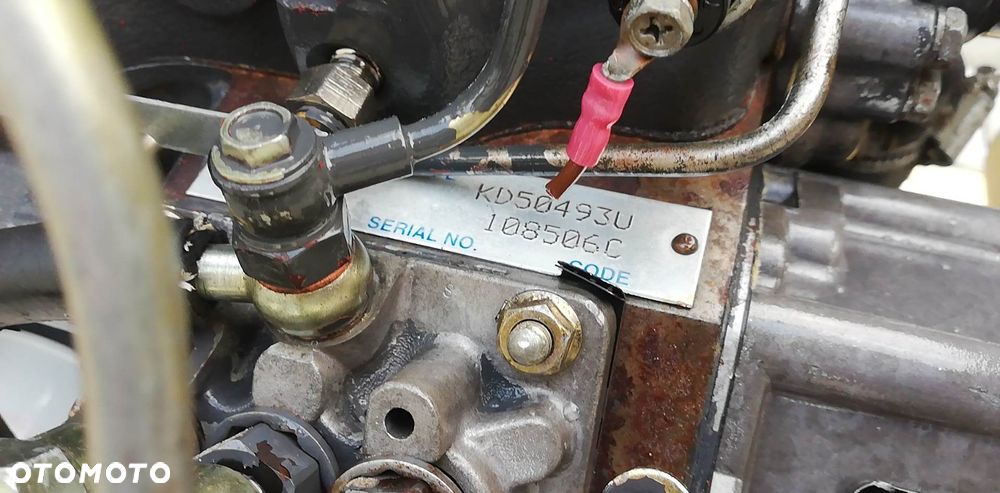 KD50493U
108506C
SERIAL NO.
CODE
OTOMOTO